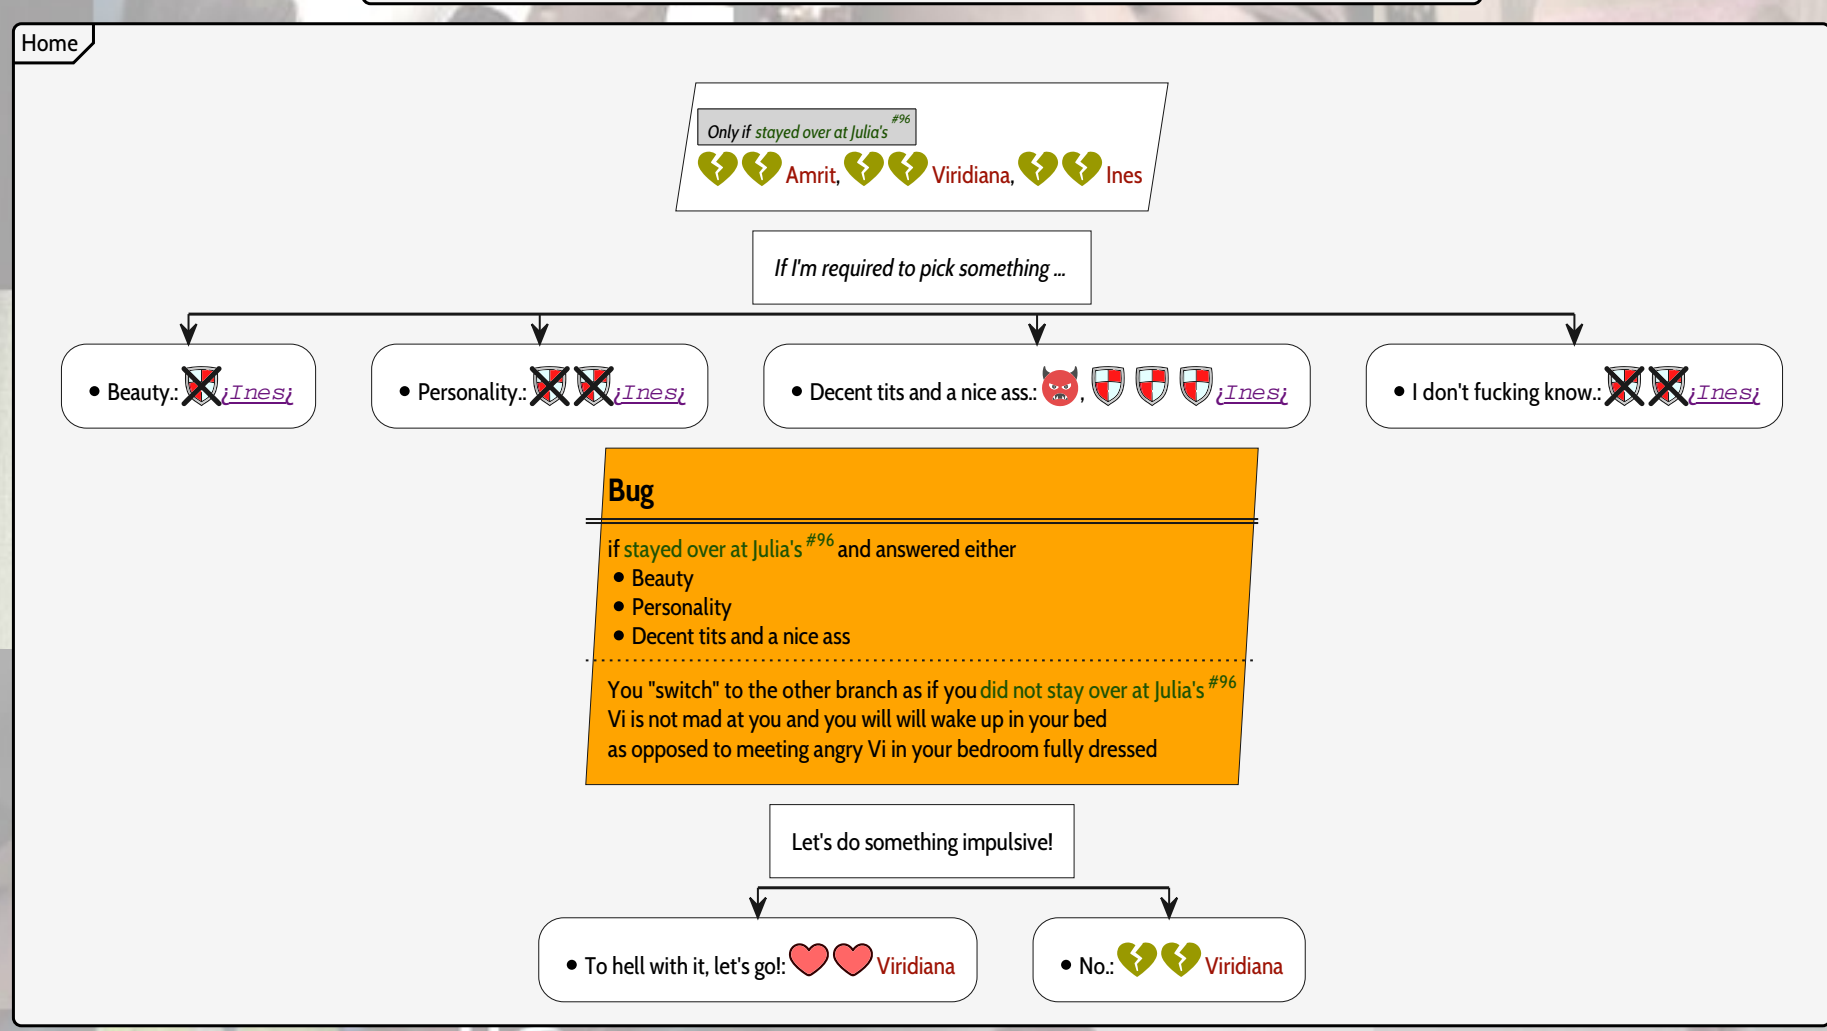 Home
Only if stayed over at Julia's #96
Amrit, Viridiana, Ines
If I'm required to pick something ...
• Beauty.: ¿Ines¿
• Personality.: ¿Ines¿
• Decent tits and a nice ass.: , ¿Ines¿
• I don't fucking know.: ¿Ines¿
Bug
if stayed over at Julia's #96 and answered either
• Beauty
• Personality
• Decent tits and a nice ass
You "switch" to the other branch as if you did not stay over at Julia's #96
Vi is not mad at you and you will will wake up in your bed
as opposed to meeting angry Vi in your bedroom fully dressed
Let's do something impulsive!
• To hell with it, let's go!: Viridiana
• No.: Viridiana